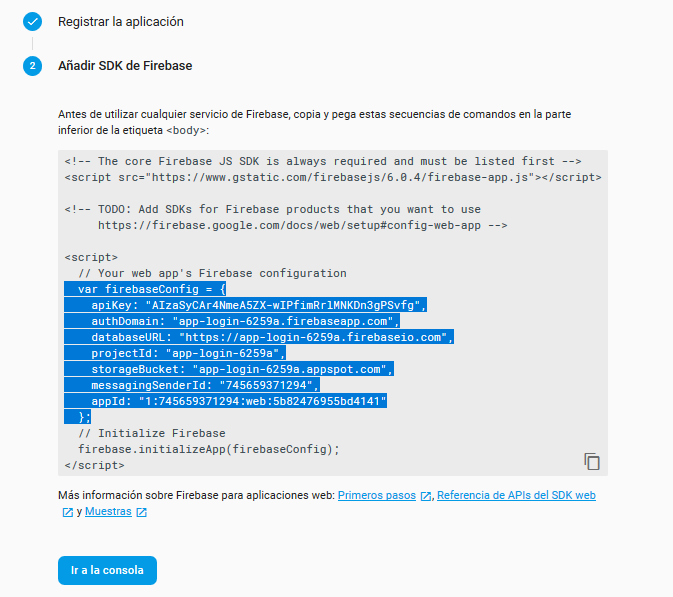 Registrar la aplicación
2 Añadir SDK de Firebase
Antes de utilizar cualquier servicio de Firebase, copia y pega estas secuencias de comandos en la parte
inferior de la etiqueta <body>:
<!-- The core Firebase JS SDK is always required and must be listed first -->
<script src="https://www.gstatic.com/firebasejs/6.0.4/firebase-app.js"></script>
<!-- TODO: Add SDKs for Firebase products that you want to use
https://firebase.google.com/docs/web/setup#config-web-app -->
<script>
// Your web app's Firebase configuration
var firebaseConfig = {
apiKey: "AIzaSyCAr4NmeA5ZX-wIPfimRrlMNKDn3gPSvfg",
authDomain: "app-login-6259a.firebaseapp.com",
databaseURL: "https://app-login-6259a.firebaseio.com",
projectId: "app-login-6259a",
storageBucket: "app-login-6259a.appspot.com",
messagingSenderId: "745659371294",
appId: "1:745659371294:web:5b82476955bd4141"
};
// Initialize Firebase
firebase.initializeApp(firebaseConfig);
</script>
Más información sobre Firebase para aplicaciones web: Primeros pasos, Referencia de APIs del SDK web
y Muestras
Ir a la consola